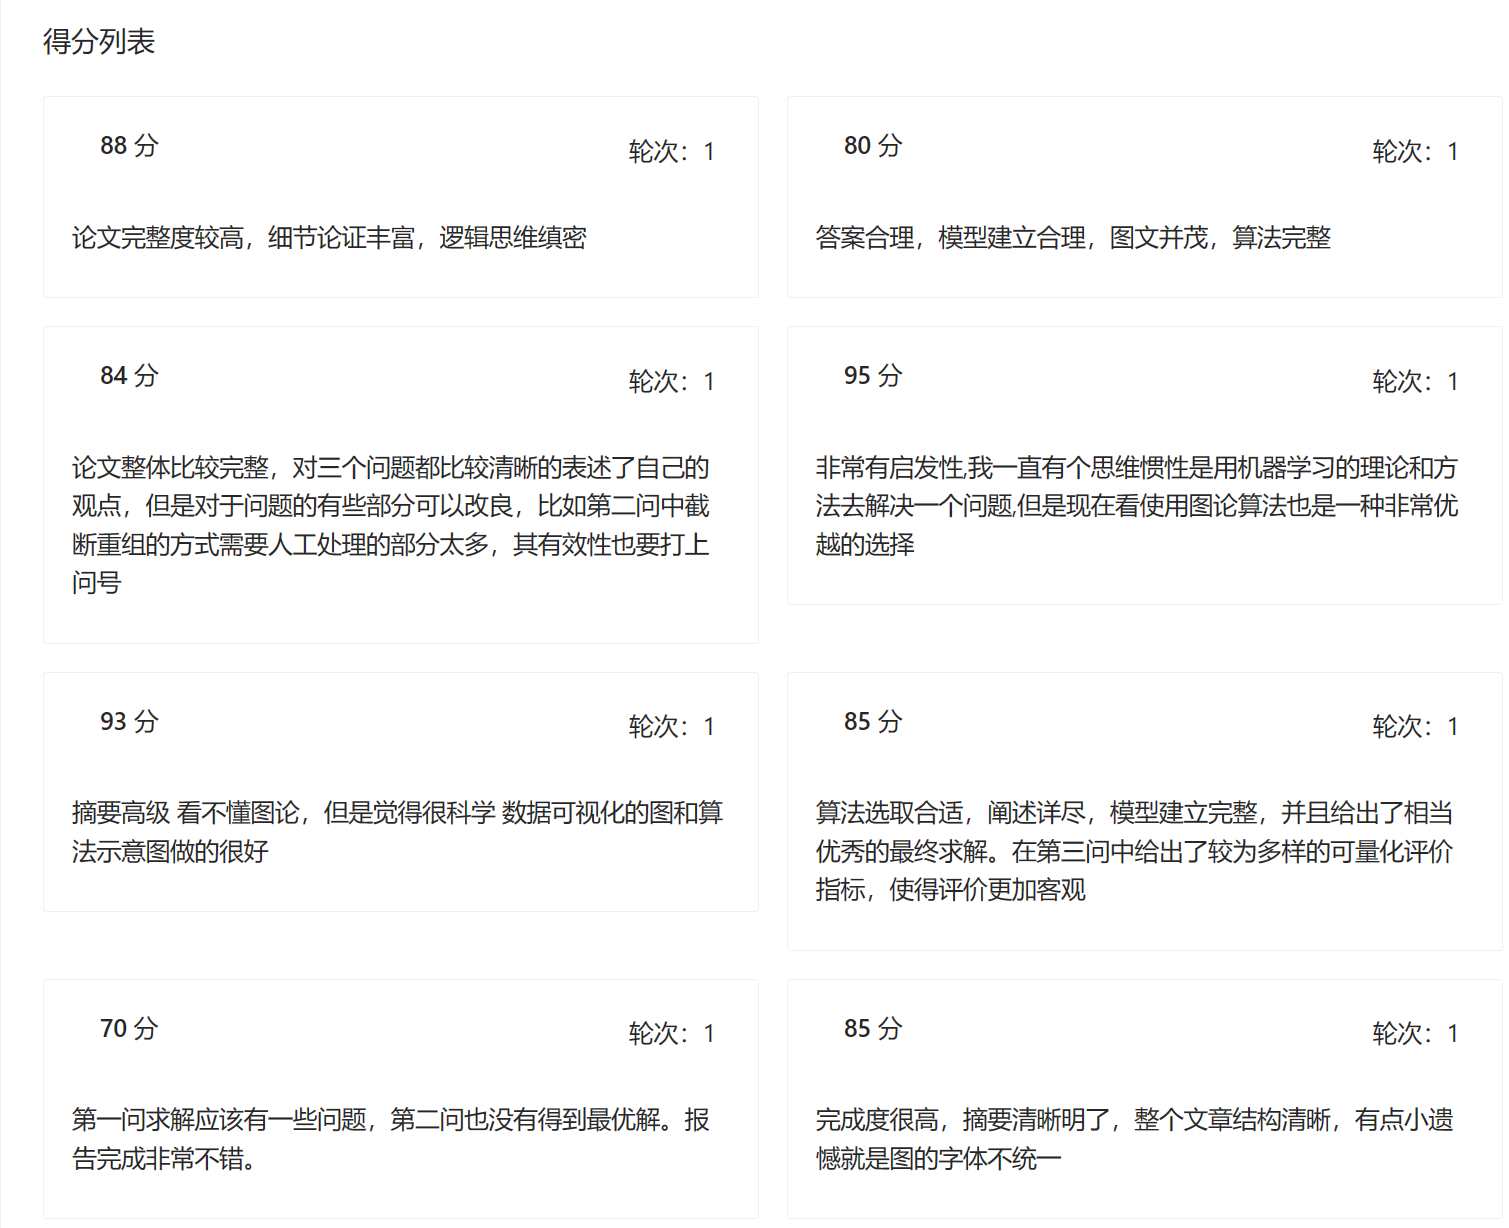 得分列表
88 分
轮次：1
论文完整度较高，细节论证丰富，逻辑思维缜密
80 分
轮次：1
答案合理，模型建立合理，图文并茂，算法完整
84 分
轮次：1
论文整体比较完整，对三个问题都比较清晰的表述了自己的
观点，但是对于问题的有些部分可以改良，比如第二问中截
断重组的方式需要人工处理的部分太多，其有效性也要打上
问号
95 分
轮次：1
非常有启发性,我一直有个思维惯性是用机器学习的理论和方
法去解决一个问题,但是现在看使用图论算法也是一种非常优
越的选择
93 分
轮次：1
摘要高级 看不懂图论，但是觉得很科学 数据可视化的图和算
法示意图做的很好
85 分
轮次：1
算法选取合适，阐述详尽，模型建立完整，并且给出了相当
优秀的最终求解。在第三问中给出了较为多样的可量化评价
指标，使得评价更加客观
70 分
轮次：1
第一问求解应该有一些问题，第二问也没有得到最优解。报
告完成非常不错。
85 分
轮次：1
完成度很高，摘要清晰明了，整个文章结构清晰，有点小遗
憾就是图的字体不统一